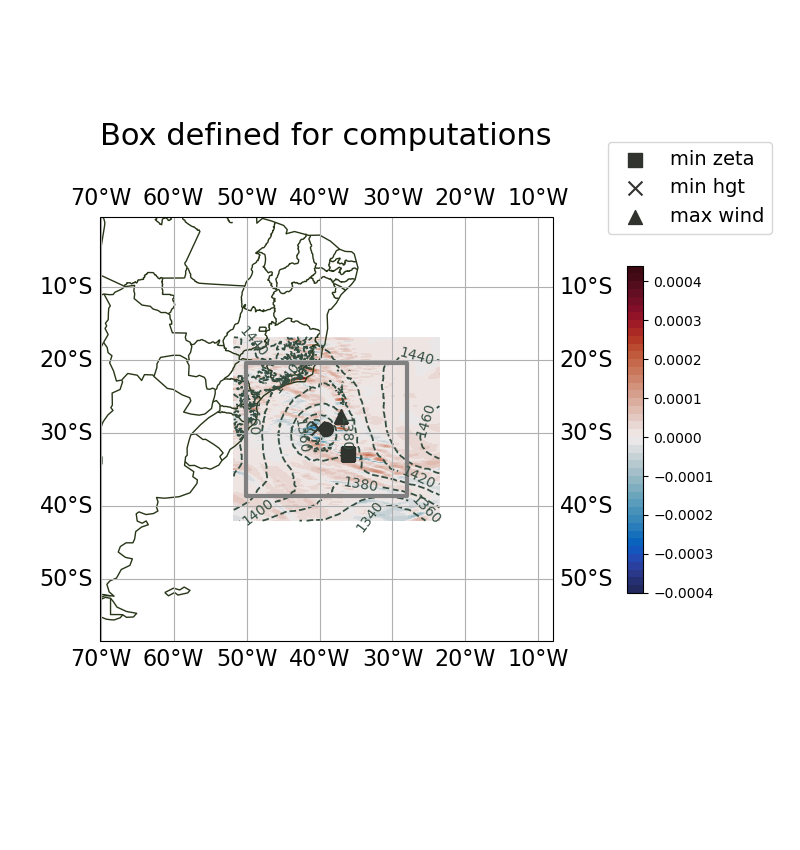 Box defined for computations
min zeta
min hgt
max wind
70°W 60°W 50°W 40°W 30°W 20°W 10°W
10°S 10°S
20°S 20°S
30°S 30°S
40°S 40°S
50°S 50°S
70°W 60°W 50°W 40°W 30°W 20°W 10°W
1440
1440
1460
1380
1420
1400
1340
1360
0.0004
0.0003
0.0002
0.0001
0.0000
−0.0001
−0.0002
−0.0003
−0.0004